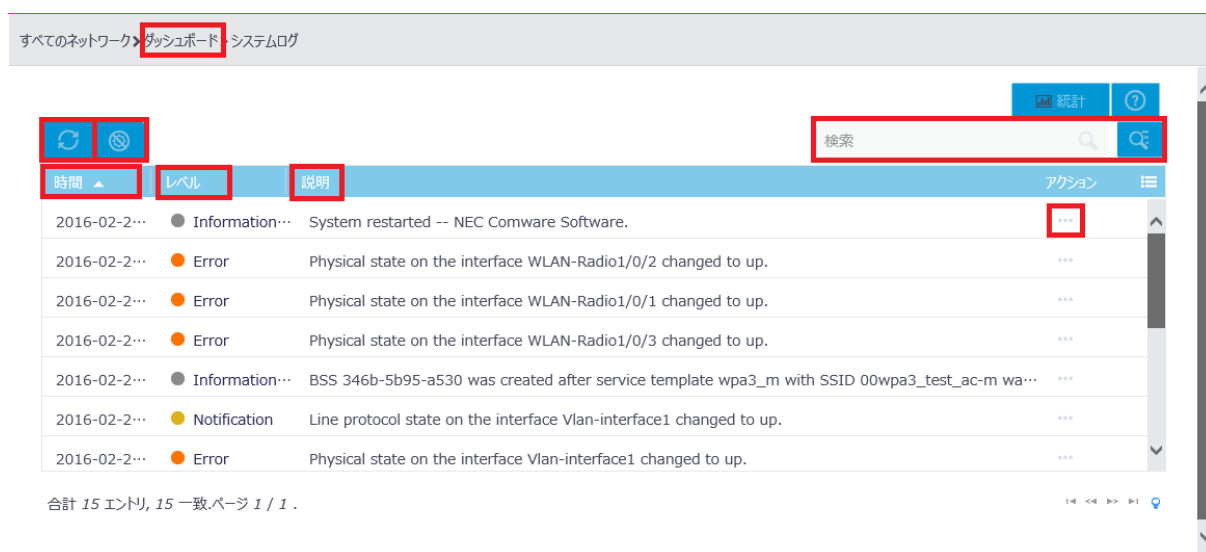 すべてのネットワーク>ダッシュボード>システムログ
統計
検索
時間 レベル 説明 アクション
2016-02-2… Information… System restarted -- NEC Comware Software.
2016-02-2… Error Physical state on the interface WLAN-Radio1/0/2 changed to up.
2016-02-2… Error Physical state on the interface WLAN-Radio1/0/1 changed to up.
2016-02-2… Error Physical state on the interface WLAN-Radio1/0/3 changed to up.
2016-02-2… Information… BSS 346b-5b95-a530 was created after service template wpa3_m with SSID 00wpa3_test_ac-m wa…
2016-02-2… Notification Line protocol state on the interface Vlan-interface1 changed to up.
2016-02-2… Error Physical state on the interface Vlan-interface1 changed to up.
合計 15 エントリ, 15 一致.ページ 1 / 1 .